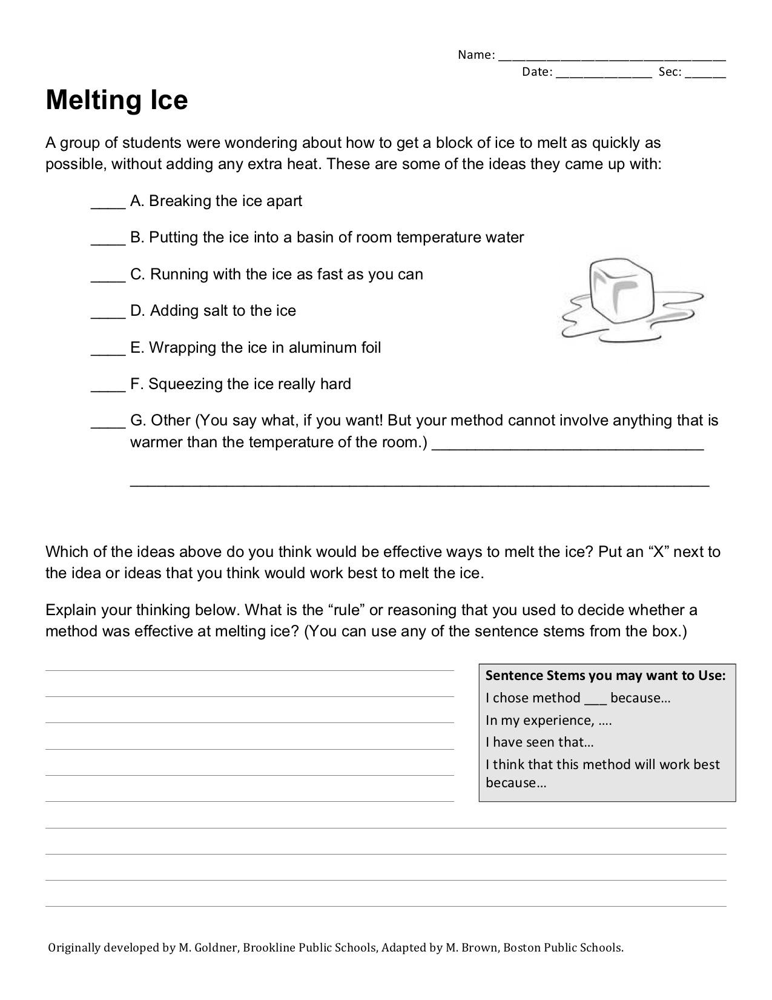 Name: _________________________________
Date: ______________ Sec: ______
Melting Ice
A group of students were wondering about how to get a block of ice to melt as quickly as
possible, without adding any extra heat. These are some of the ideas they came up with:
____ A. Breaking the ice apart
____ B. Putting the ice into a basin of room temperature water
____ C. Running with the ice as fast as you can
____ D. Adding salt to the ice
____ E. Wrapping the ice in aluminum foil
____ F. Squeezing the ice really hard
____ G. Other (You say what, if you want! But your method cannot involve anything that is
warmer than the temperature of the room.) ________________________________
____________________________________________________________________
Which of the ideas above do you think would be effective ways to melt the ice? Put an “X” next to
the idea or ideas that you think would work best to melt the ice.
Explain your thinking below. What is the “rule” or reasoning that you used to decide whether a
method was effective at melting ice? (You can use any of the sentence stems from the box.)
Sentence Stems you may want to Use:
I chose method ___ because…
In my experience, ….
I have seen that…
I think that this method will work best
because…
Originally developed by M. Goldner, Brookline Public Schools, Adapted by M. Brown, Boston Public Schools.